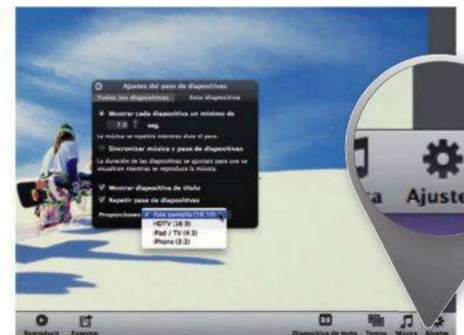 Ajustes del pase de diapositivas
Todas las diapositivas Esta diapositiva
Mostrar cada diapositiva un mínimo de
7.0 seg.
La música se repetirá mientras dure el pase.
Sincronizar música y pase de diapositivas
La duración de las diapositivas se ajustará para que se
visualicen mientras se reproduce la música.
Mostrar diapositiva de título
Repetir pase de diapositivas
Proporciones ✓ Esta pantalla (16:10)
HDTV (16:9)
iPad / TV (4:3)
iPhone (3:2)
a Ajuste
Reproducir Exportar Diapositiva de texto Temas Música Ajustes